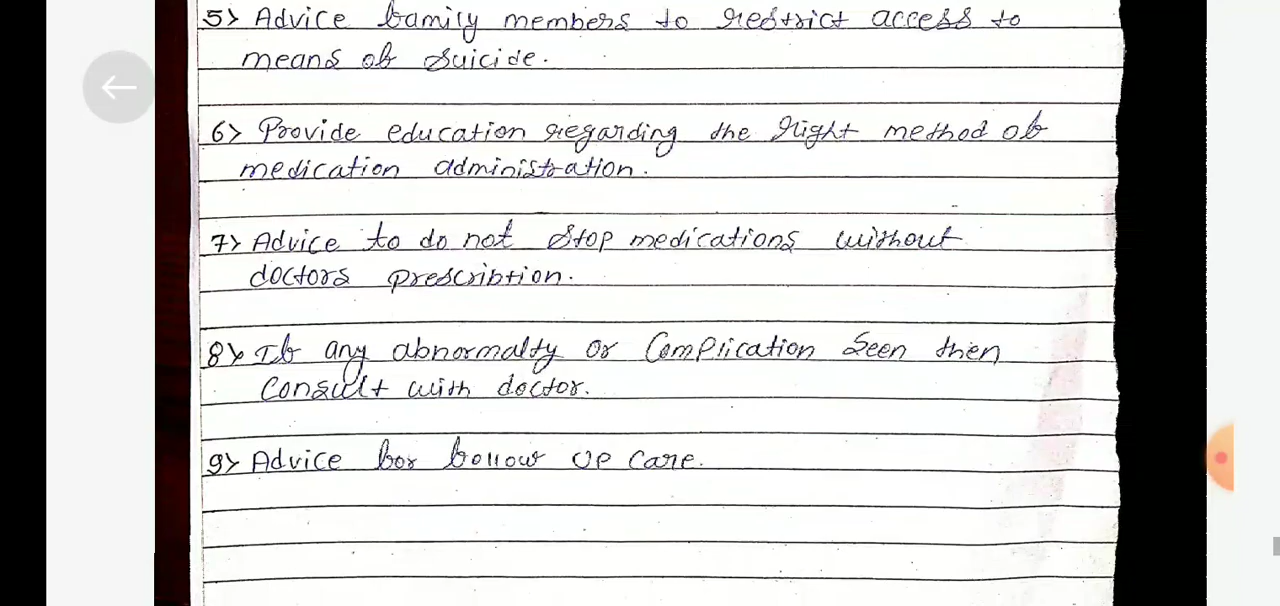 5> Advice family members to restrict access to
means of suicide.
6> Provide education regarding the right method of
medication administration.
7> Advice to do not stop medications without
doctors prescription.
8> If any abnormalty or complication seen then
consult with doctor.
9> Advice for follow up care.